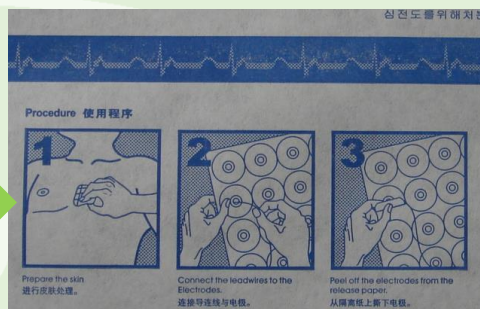 심전도를위해처
Procedure 使用程序
1
2
3
Prepare the skin.
进行皮肤处理。
Connect the leadwires to the
Electrodes.
连接导连线与电极。
Peel off the electrodes from the
release paper.
从隔离纸上撕下电极。